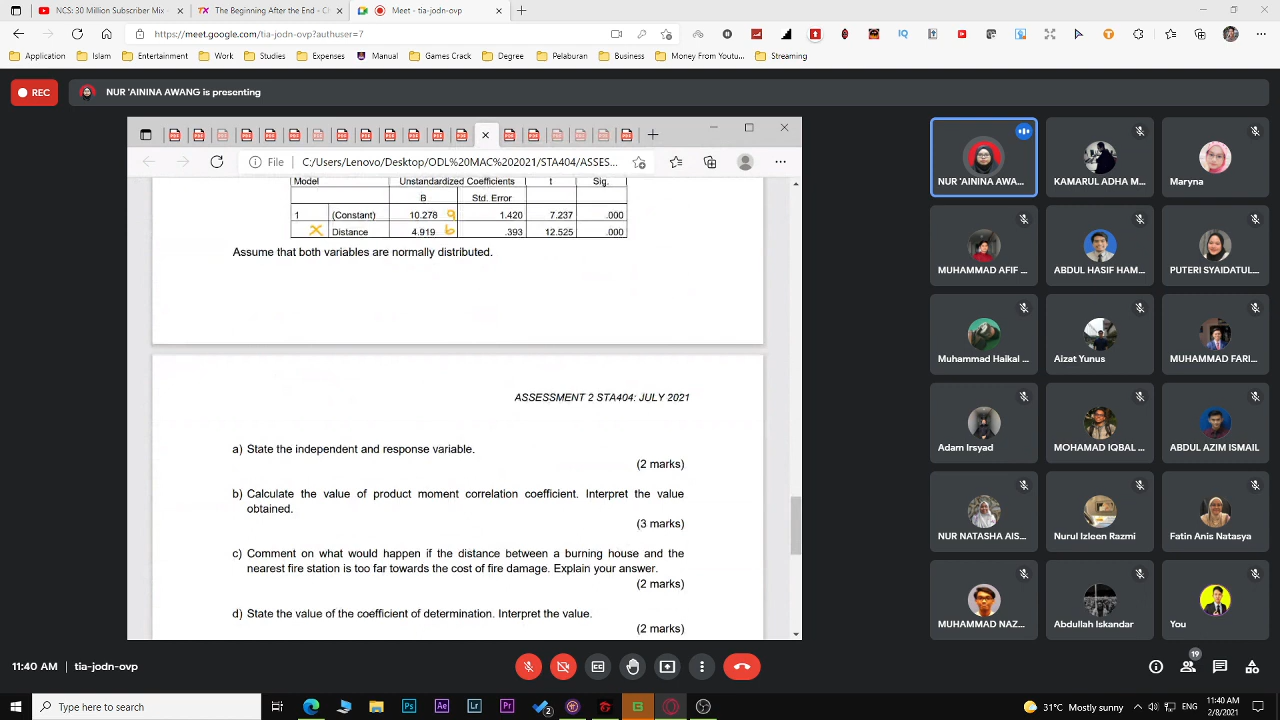 NCS: 30 Million Subscriber Mix -
The Beginning After the End - Cl
Meet - tia-jodn-ovp
https://meet.google.com/tia-jodn-ovp?authuser=7
Application
Islam
Entertaiment
Work
Studies
Expenses
Manual
Games Crack
Degree
Pelaburan
Business
Money From Youtu...
Streaming
REC
NUR 'AININA AWANG is presenting
File
C:/Users/Lenovo/Desktop/ODL%20MAC%202021/STA404/ASSES...
Model Unstandardized Coefficients t Sig.
B Std. Error
1 (Constant) 10.278 a 1.420 7.237 .000
x Distance 4.919 b .393 12.525 .000
Assume that both variables are normally distributed.
ASSESSMENT 2 STA404: JULY 2021
a) State the independent and response variable.
(2 marks)
b) Calculate the value of product moment correlation coefficient. Interpret the value
obtained.
(3 marks)
c) Comment on what would happen if the distance between a burning house and the
nearest fire station is too far towards the cost of fire damage. Explain your answer.
(2 marks)
d) State the value of the coefficient of determination. Interpret the value.
(2 marks)
NUR 'AININA AWA...
KAMARUL ADHA M...
Maryna
MUHAMMAD AFIF ...
ABDUL HASIF HAM...
PUTERI SYAIDATUL...
Muhammad Haikal ...
Aizat Yunus
MUHAMMAD FARI...
Adam Irsyad
MOHAMAD IQBAL ...
ABDUL AZIM ISMAIL
NUR NATASHA AIS...
Nurul Izleen Razmi
Fatin Anis Natasya
MUHAMMAD NAZ...
Abdullah Iskandar
You
11:40 AM | tia-jodn-ovp
19
Type here to search
Ps
Ae
Lr
Pr
2
31°C Mostly sunny
ENG
11:40 AM
2/8/2021